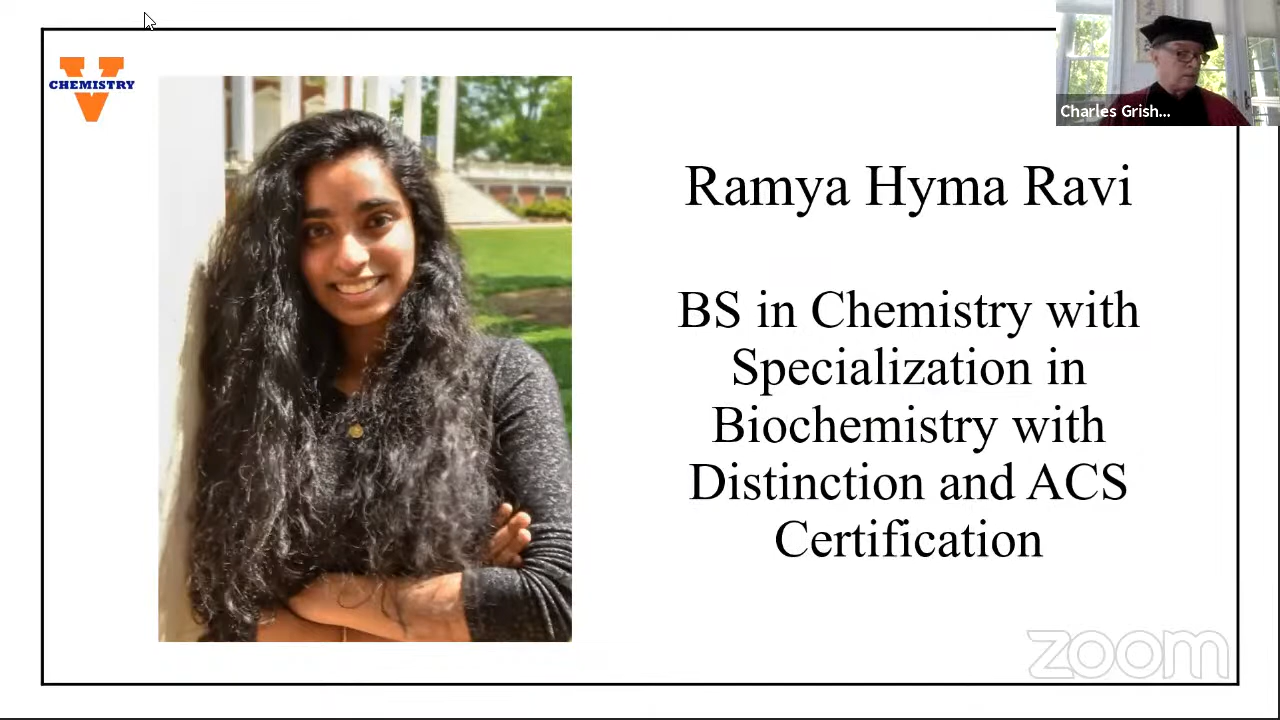 CHEMISTRY
Charles Grish...
Ramya Hyma Ravi
BS in Chemistry with
Specialization in
Biochemistry with
Distinction and ACS
Certification
zoom